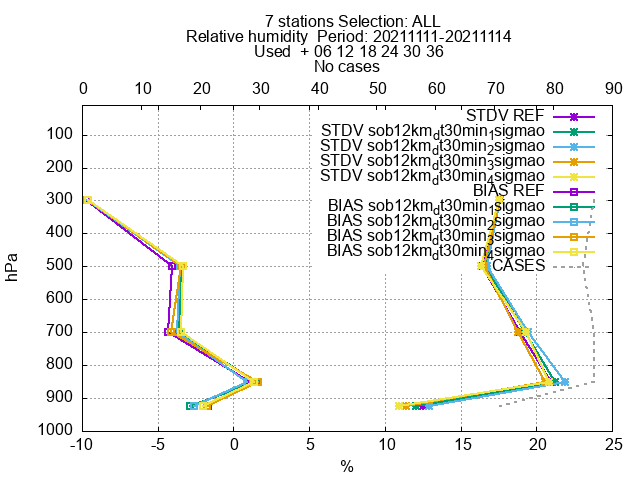 7 stations Selection: ALL
Relative humidity  Period: 20211111-20211114
Used  + 06 12 18 24 30 36
No cases
0 10 20 30 40 50 60 70 80 90
STDV REF
STDV sob12km_dt30min_1sigmao
STDV sob12km_dt30min_2sigmao
STDV sob12km_dt30min_3sigmao
STDV sob12km_dt30min_4sigmao
BIAS REF
BIAS sob12km_dt30min_1sigmao
BIAS sob12km_dt30min_2sigmao
BIAS sob12km_dt30min_3sigmao
BIAS sob12km_dt30min_4sigmao
CASES
100
200
300
400
500
600
700
800
900
1000
hPa
-10 -5 0 5 10 15 20 25
%